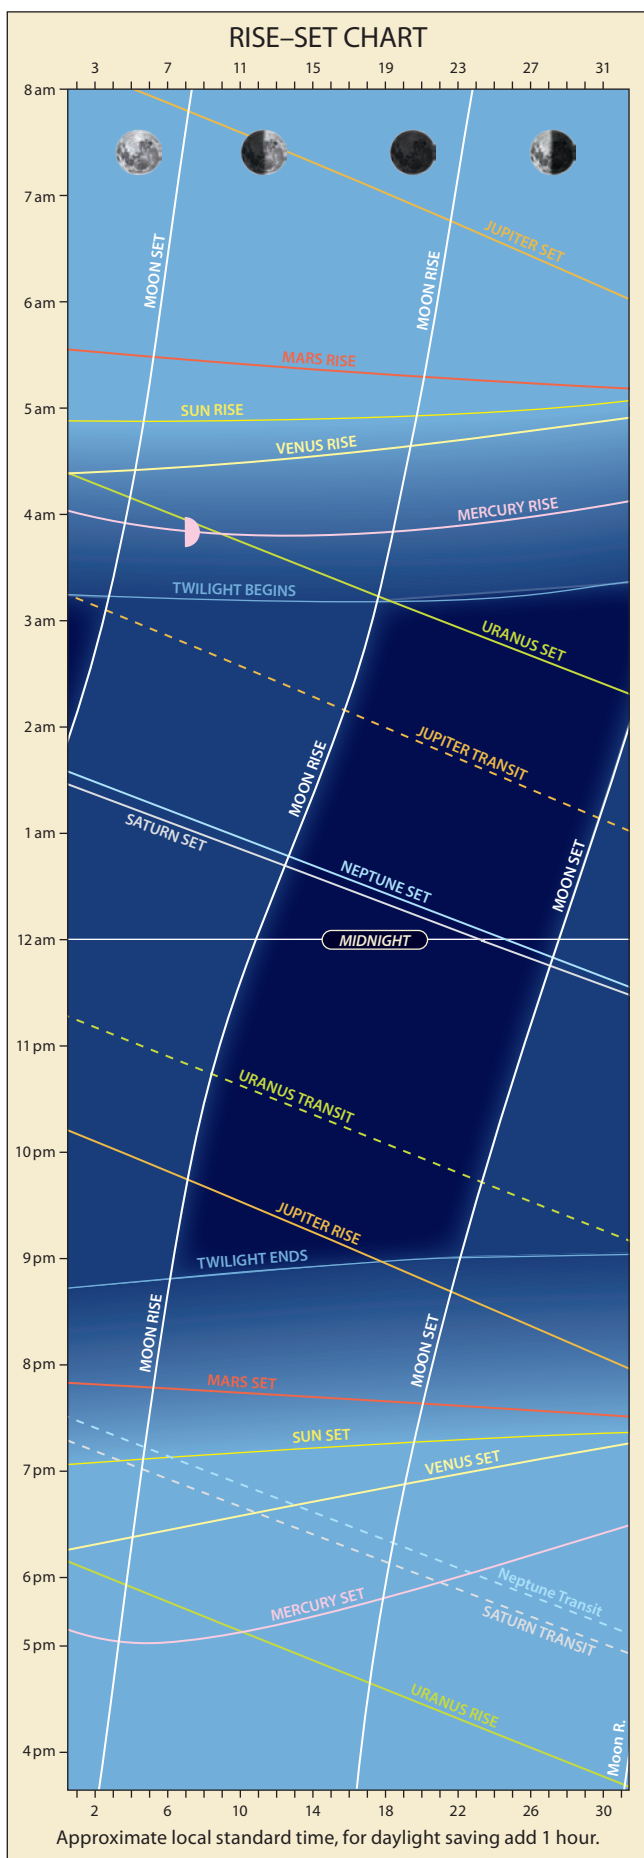 RISE–SET CHART
3 7 11 15 19 23 27 31
8 am
7 am
JUPITER SET
MOON SET
MOON RISE
6 am
MARS RISE
5 am
SUN RISE
VENUS RISE
MERCURY RISE
4 am
TWILIGHT BEGINS
3 am
URANUS SET
2 am
JUPITER TRANSIT
MOON RISE
1 am
SATURN SET
NEPTUNE SET
MOON SET
12 am
MIDNIGHT
11 pm
URANUS TRANSIT
10 pm
JUPITER RISE
9 pm
TWILIGHT ENDS
MOON RISE
MOON SET
8 pm
MARS SET
SUN SET
VENUS SET
7 pm
6 pm
Neptune Transit
MERCURY SET
SATURN TRANSIT
5 pm
URANUS RISE
Moon R.
4 pm
2 6 10 14 18 22 26 30
Approximate local standard time, for daylight saving add 1 hour.